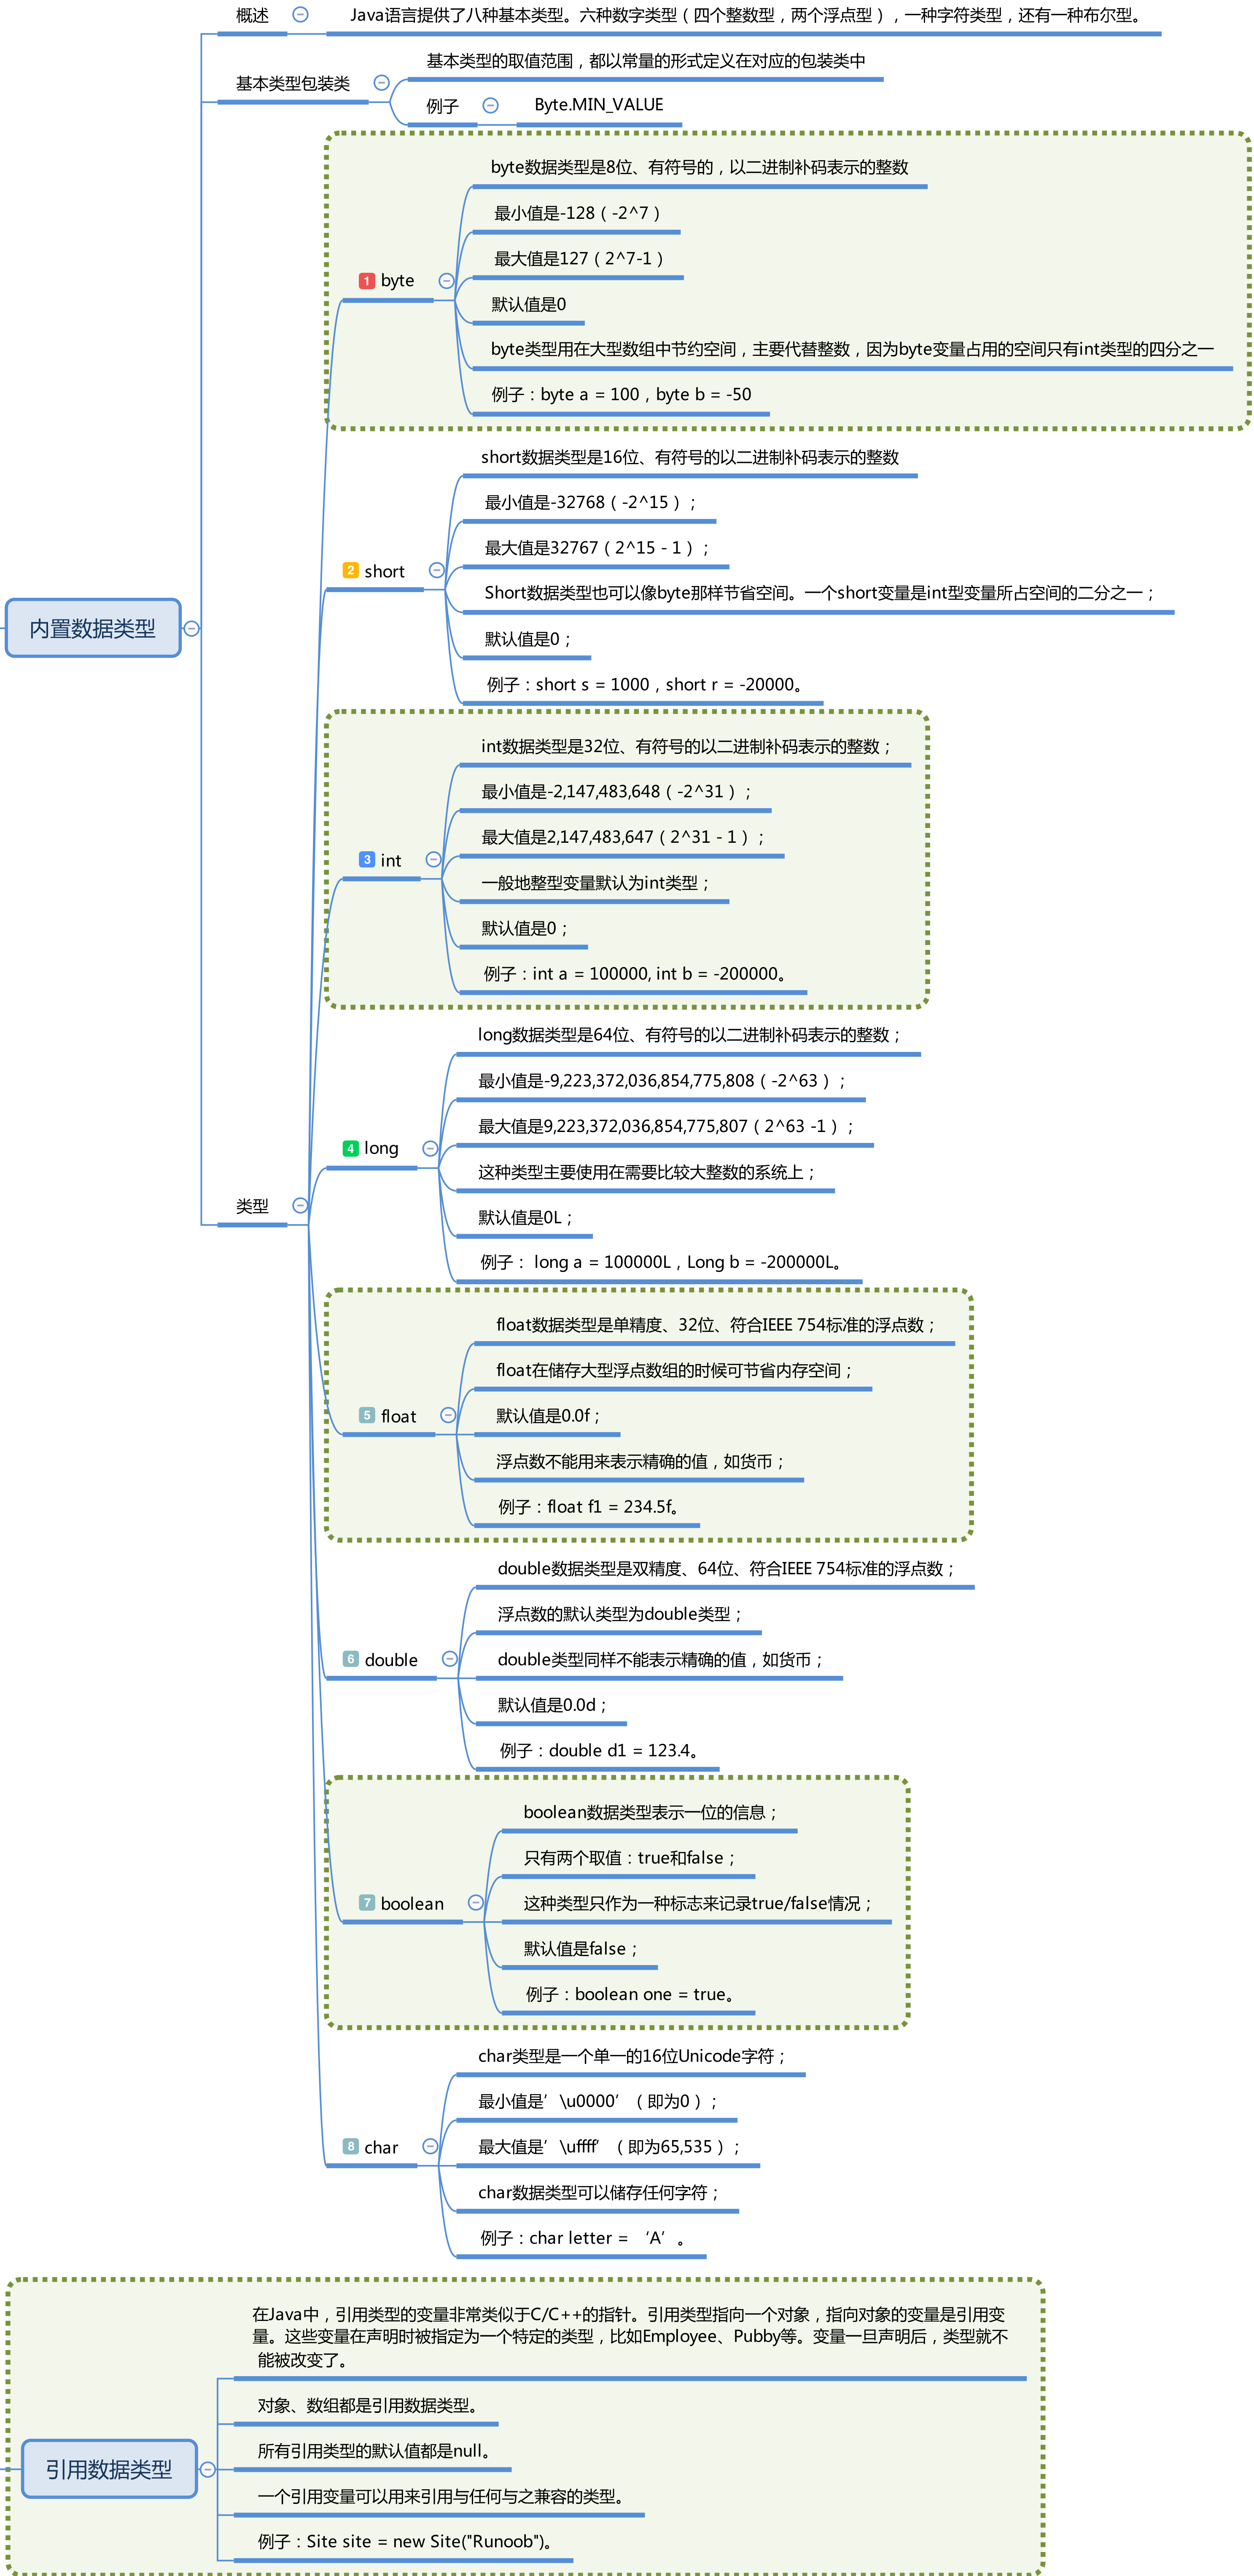 概述
Java语言提供了八种基本类型。六种数字类型（四个整数型，两个浮点型），一种字符类型，还有一种布尔型。
基本类型包装类
基本类型的取值范围，都以常量的形式定义在对应的包装类中
例子
Byte.MIN_VALUE
内置数据类型
类型
1 byte
byte数据类型是8位、有符号的，以二进制补码表示的整数
最小值是-128（-2^7）
最大值是127（2^7-1）
默认值是0
byte类型用在大型数组中节约空间，主要代替整数，因为byte变量占用的空间只有int类型的四分之一
例子：byte a = 100，byte b = -50
2 short
short数据类型是16位、有符号的以二进制补码表示的整数
最小值是-32768（-2^15）；
最大值是32767（2^15 - 1）；
Short数据类型也可以像byte那样节省空间。一个short变量是int型变量所占空间的二分之一；
默认值是0；
例子：short s = 1000，short r = -20000。
3 int
int数据类型是32位、有符号的以二进制补码表示的整数；
最小值是-2,147,483,648（-2^31）；
最大值是2,147,483,647（2^31 - 1）；
一般地整型变量默认为int类型；
默认值是0；
例子：int a = 100000, int b = -200000。
4 long
long数据类型是64位、有符号的以二进制补码表示的整数；
最小值是-9,223,372,036,854,775,808（-2^63）；
最大值是9,223,372,036,854,775,807（2^63 -1）；
这种类型主要使用在需要比较大整数的系统上；
默认值是0L；
例子： long a = 100000L，Long b = -200000L。
5 float
float数据类型是单精度、32位、符合IEEE 754标准的浮点数；
float在储存大型浮点数组的时候可节省内存空间；
默认值是0.0f；
浮点数不能用来表示精确的值，如货币；
例子：float f1 = 234.5f。
6 double
double数据类型是双精度、64位、符合IEEE 754标准的浮点数；
浮点数的默认类型为double类型；
double类型同样不能表示精确的值，如货币；
默认值是0.0d；
例子：double d1 = 123.4。
7 boolean
boolean数据类型表示一位的信息；
只有两个取值：true和false；
这种类型只作为一种标志来记录true/false情况；
默认值是false；
例子：boolean one = true。
8 char
char类型是一个单一的16位Unicode字符；
最小值是’\u0000’（即为0）；
最大值是’\uffff’（即为65,535）；
char数据类型可以储存任何字符；
例子：char letter = ‘A’。
引用数据类型
在Java中，引用类型的变量非常类似于C/C++的指针。引用类型指向一个对象，指向对象的变量是引用变
量。这些变量在声明时被指定为一个特定的类型，比如Employee、Pubby等。变量一旦声明后，类型就不
能被改变了。
对象、数组都是引用数据类型。
所有引用类型的默认值都是null。
一个引用变量可以用来引用与任何与之兼容的类型。
例子：Site site = new Site("Runoob")。